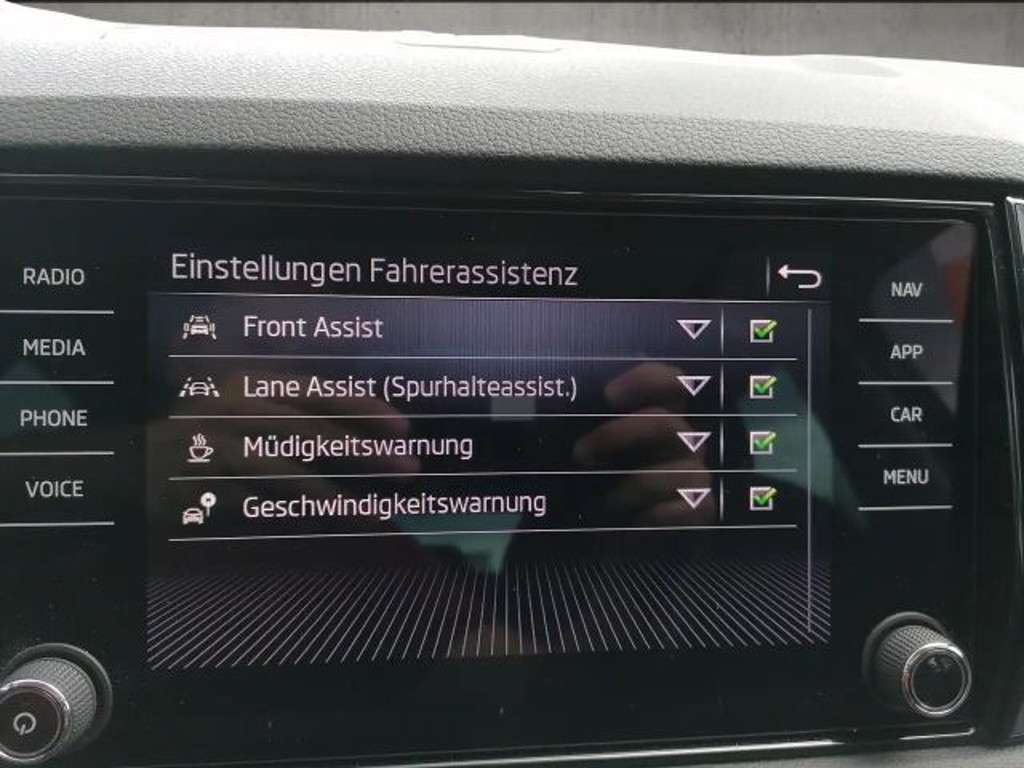 Einstellungen Fahrerassistenz
Front Assist
Lane Assist (Spurhalteassist.)
Müdigkeitswarnung
Geschwindigkeitswarnung
RADIO
MEDIA
PHONE
VOICE
NAV
APP
CAR
MENU